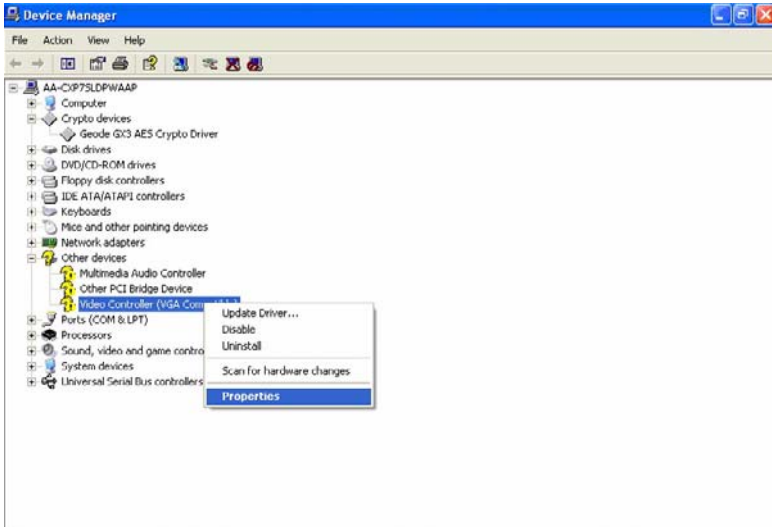 Device Manager
File Action View Help
AA-CXP7SLDPWAAP
Computer
Crypto devices
Geode GX3 AES Crypto Driver
Disk drives
DVD/CD-ROM drives
Floppy disk controllers
IDE ATA/ATAPI controllers
Keyboards
Mice and other pointing devices
Network adapters
Other devices
Multimedia Audio Controller
Other PCI Bridge Device
Video Controller (VGA
Ports (COM & LPT)
Processors
Sound, video and game contro
System devices
Universal Serial Bus controllers
Update Driver...
Disable
Uninstall
Scan for hardware changes
Properties